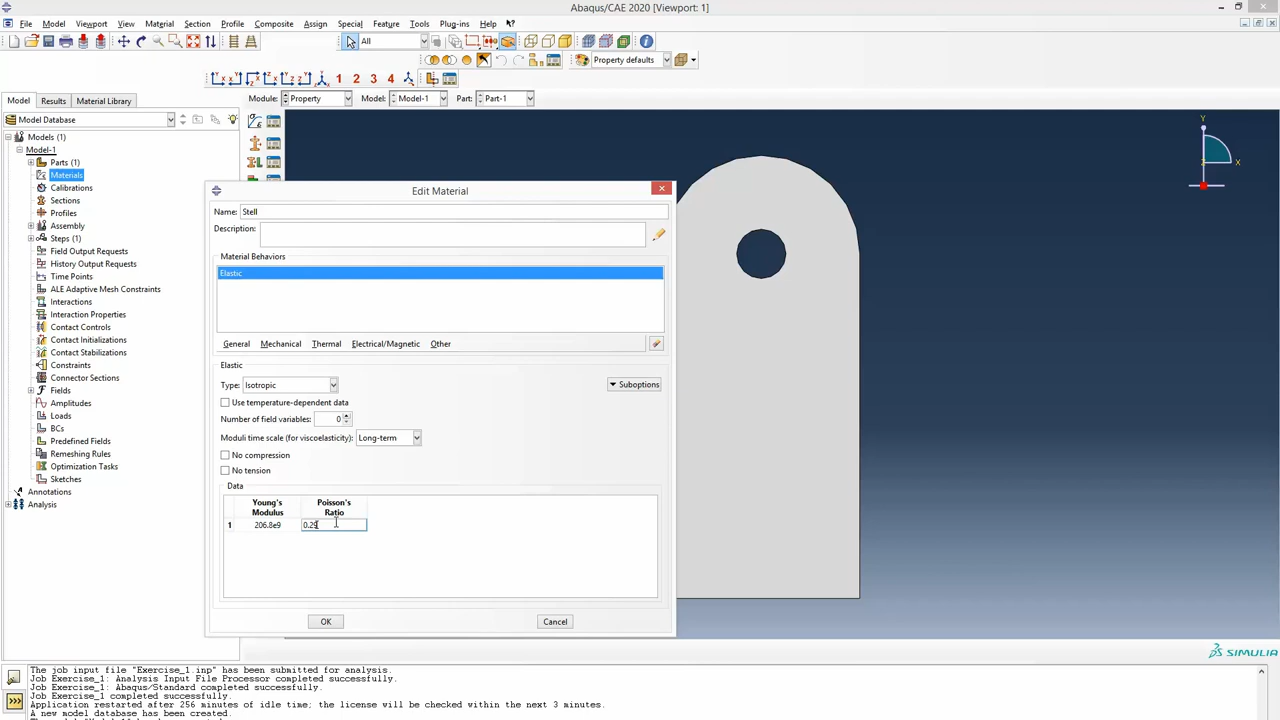 Abaqus/CAE 2020 [Viewport: 1]
File Model Viewport View Material Section Profile Composite Assign Special Feature Tools Plug-ins Help
All
Property defaults
1 2 3 4
Model Results Material Library Module: Property Model: Model-1 Part: Part-1
Model Database
Models (1)
Model-1
Parts (1)
Materials
Calibrations
Sections
Profiles
Assembly
Steps (1)
Field Output Requests
History Output Requests
Time Points
ALE Adaptive Mesh Constraints
Interactions
Interaction Properties
Contact Controls
Contact Initializations
Contact Stabilizations
Constraints
Connector Sections
Fields
Amplitudes
Loads
BCs
Predefined Fields
Remeshing Rules
Optimization Tasks
Sketches
Annotations
Analysis
Edit Material
Name: Stell
Description:
Material Behaviors
Elastic
General Mechanical Thermal Electrical/Magnetic Other
Elastic
Type: Isotropic Suboptions
Use temperature-dependent data
Number of field variables: 0
Moduli time scale (for viscoelasticity): Long-term
No compression
No tension
Data
Young's Poisson's
Modulus Ratio
1 206.8e9 0.29
OK Cancel
Y
Z X
SIMULIA
The job input file "Exercise_1.inp" has been submitted for analysis.
Job Exercise_1: Analysis Input File Processor completed successfully.
Job Exercise_1: Abaqus/Standard completed successfully.
Job Exercise_1 completed successfully.
Application restarted after 256 minutes of idle time; the license will be checked within the next 3 minutes.
A new model database has been created.